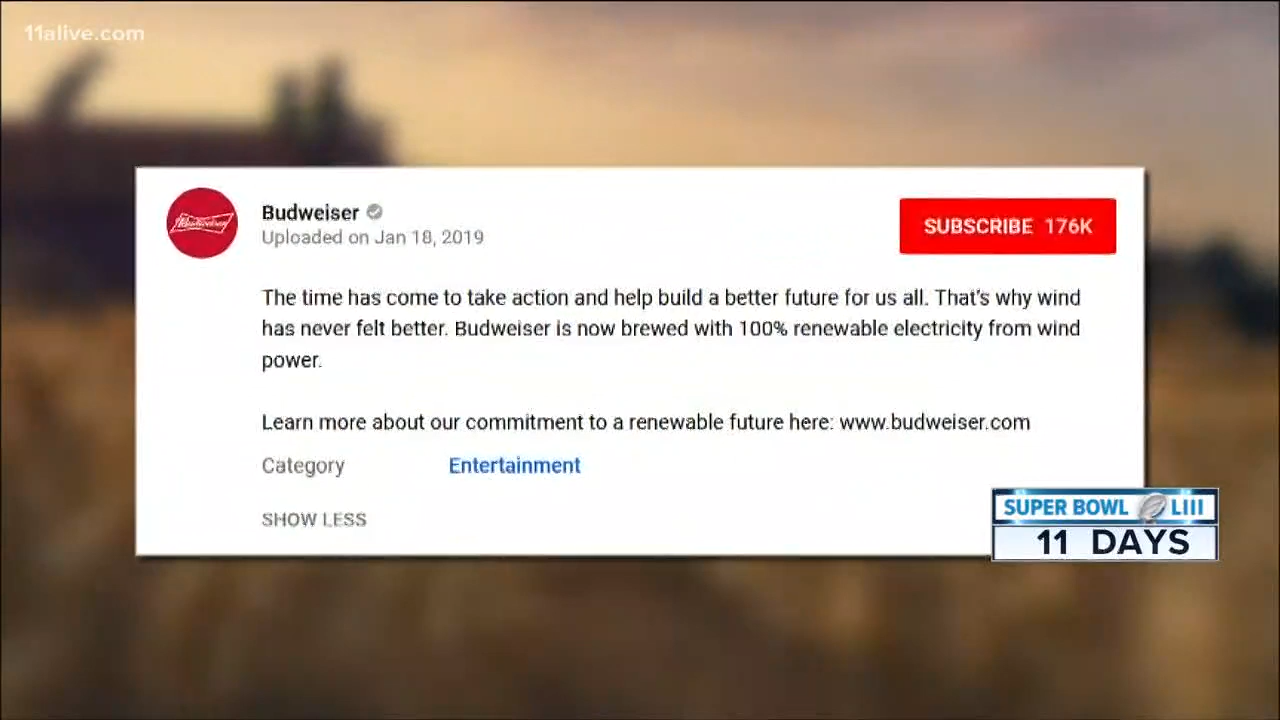 11alive.com
Budweiser
Budweiser
Uploaded on Jan 18, 2019
SUBSCRIBE 176K
The time has come to take action and help build a better future for us all. That's why wind
has never felt better. Budweiser is now brewed with 100% renewable electricity from wind
power.
Learn more about our commitment to a renewable future here: www.budweiser.com
Category Entertainment
SHOW LESS
SUPER BOWL LIII
11 DAYS